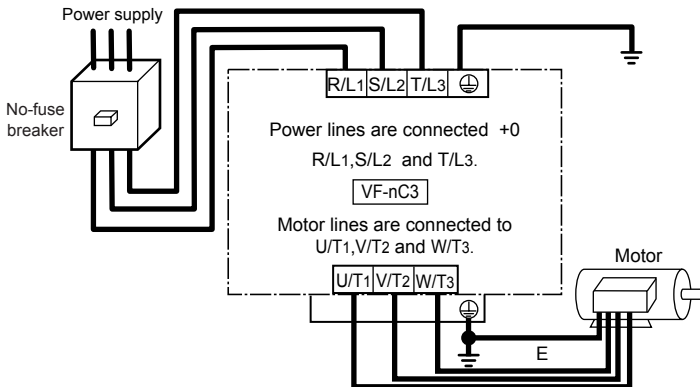 Power supply
No-fuse
breaker
R/L1 S/L2 T/L3
Power lines are connected +0
R/L1,S/L2 and T/L3.
VF-nC3
Motor lines are connected to
U/T1,V/T2 and W/T3.
U/T1 V/T2 W/T3
Motor
E